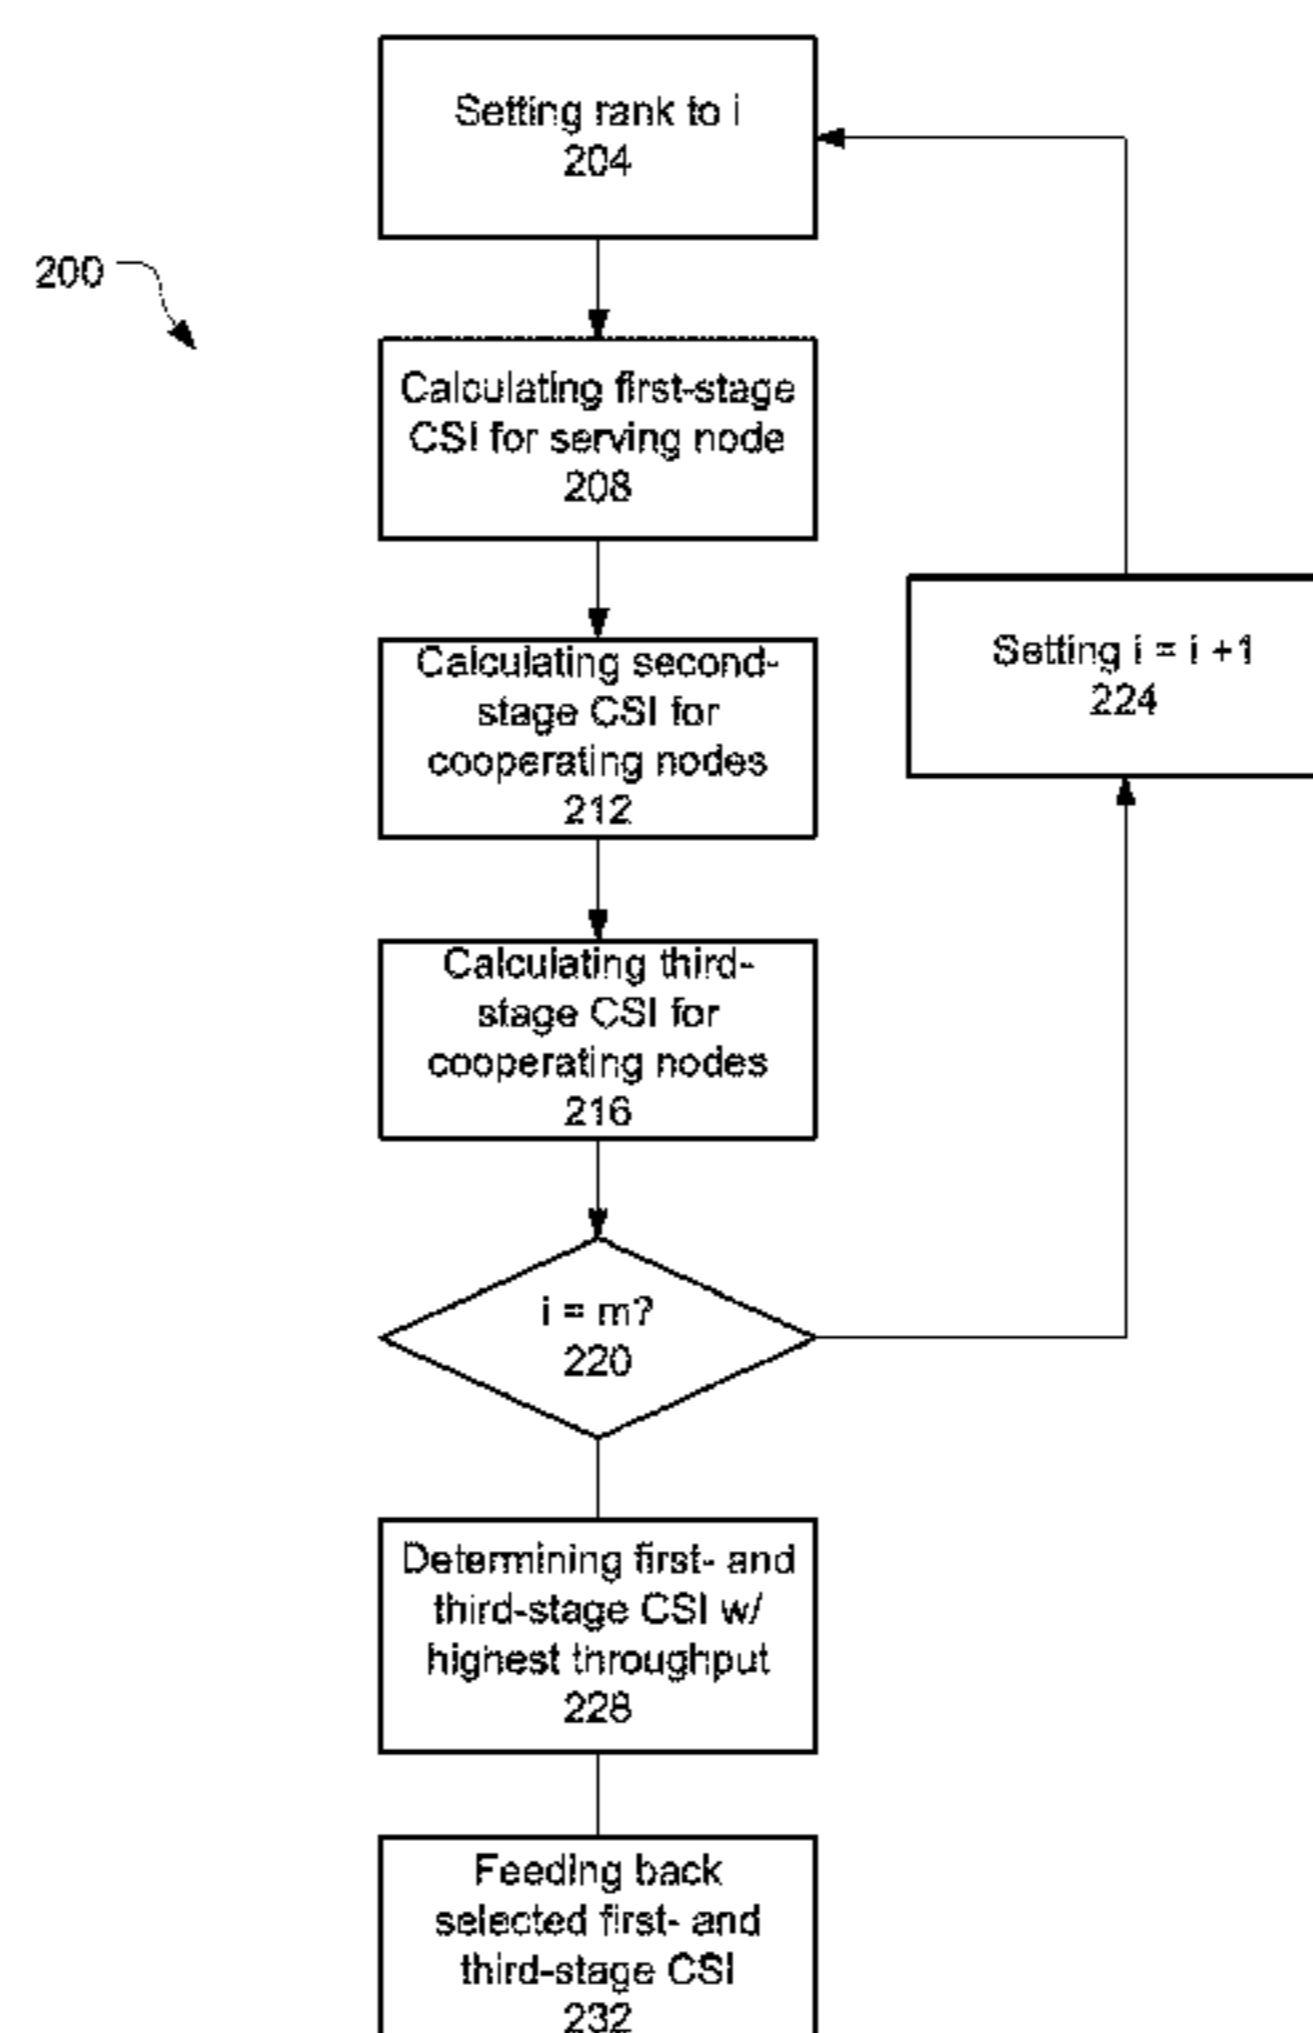 Setting rank to i
204
200
Calculating first-stage
CSI for serving node
208
Calculating second-
stage CSI for
cooperating nodes
212
Setting i = i +1
224
Calculating third-
stage CSI for
cooperating nodes
216
i = m?
220
Determining first- and
third-stage CSI w/
highest throughput
228
Feeding back
selected first- and
third-stage CSI
232